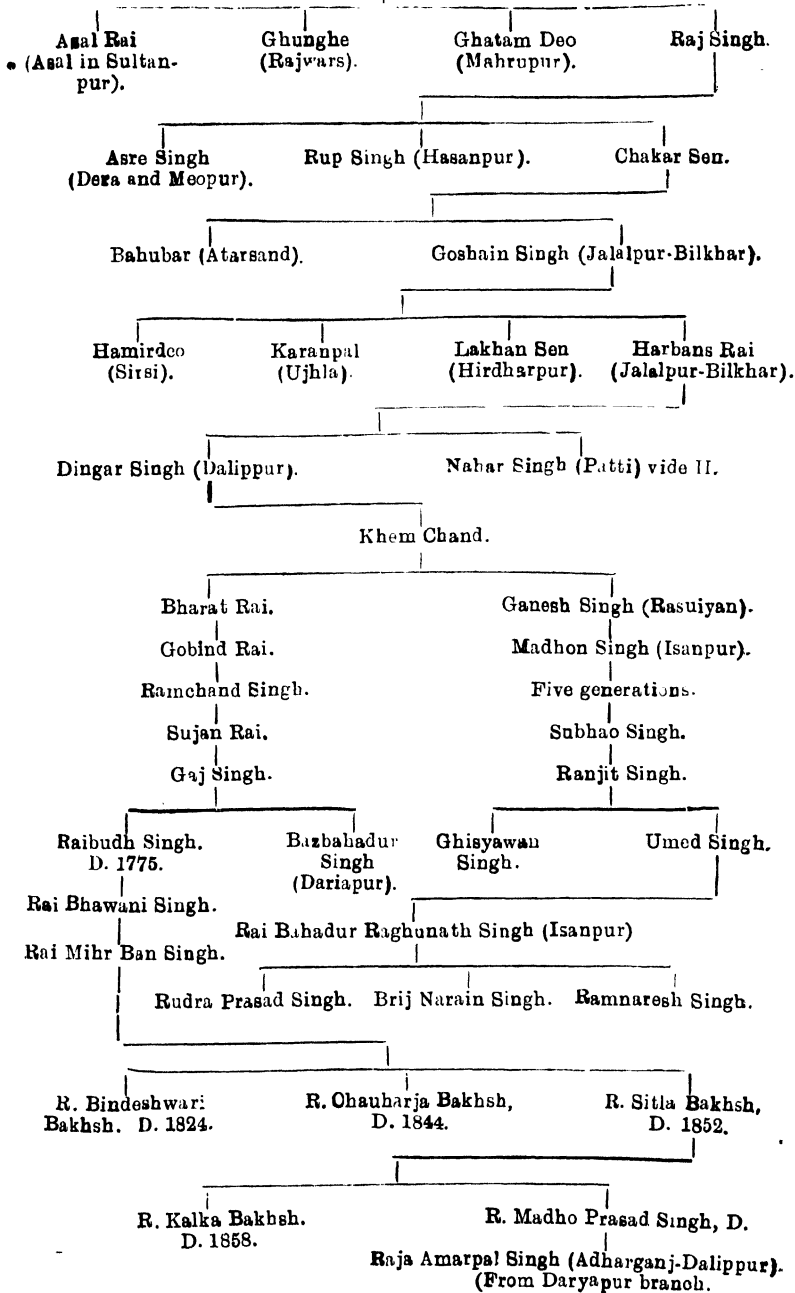 Asal Rai Ghunghe Ghatam Deo Raj Singh.
(Asal in Sultan- (Rajwars). (Mahrupur).
pur).
Asre Singh Rup Singh (Hasanpur). Chakar Sen.
(Dera and Meopur).
Bahubar (Atarsand). Goshain Singh (Jalalpur-Bilkhar).
Hamirdeo Karanpal Lakhan Sen Harbans Rai
(Sirsi). (Ujhla). (Hirdharpur). (Jalalpur-Bilkhar).
Dingar Singh (Dalippur). Nahar Singh (Patti) vide II.
Khem Chand.
Bharat Rai. Ganesh Singh (Rasuiyan).
Gobind Rai. Madhon Singh (Isanpur).
Ramchand Singh. Five generations.
Sujan Rai. Subhao Singh.
Gaj Singh. Ranjit Singh.
Raibudh Singh. Bazbahadur Ghisyawan Umed Singh.
D. 1775. Singh Singh.
(Dariapur).
Rai Bhawani Singh.
Rai Bahadur Raghunath Singh (Isanpur)
Rai Mihr Ban Singh.
Rudra Prasad Singh. Brij Narain Singh. Ramnaresh Singh.
R. Bindeshwari R. Chauharja Bakhsh, R. Sitla Bakhsh,
Bakhsh. D. 1824. D. 1844. D. 1852.
R. Kalka Bakhsh. R. Madho Prasad Singh, D.
D. 1858.
Raja Amarpal Singh (Adharganj-Dalippur).
(From Daryapur branch.